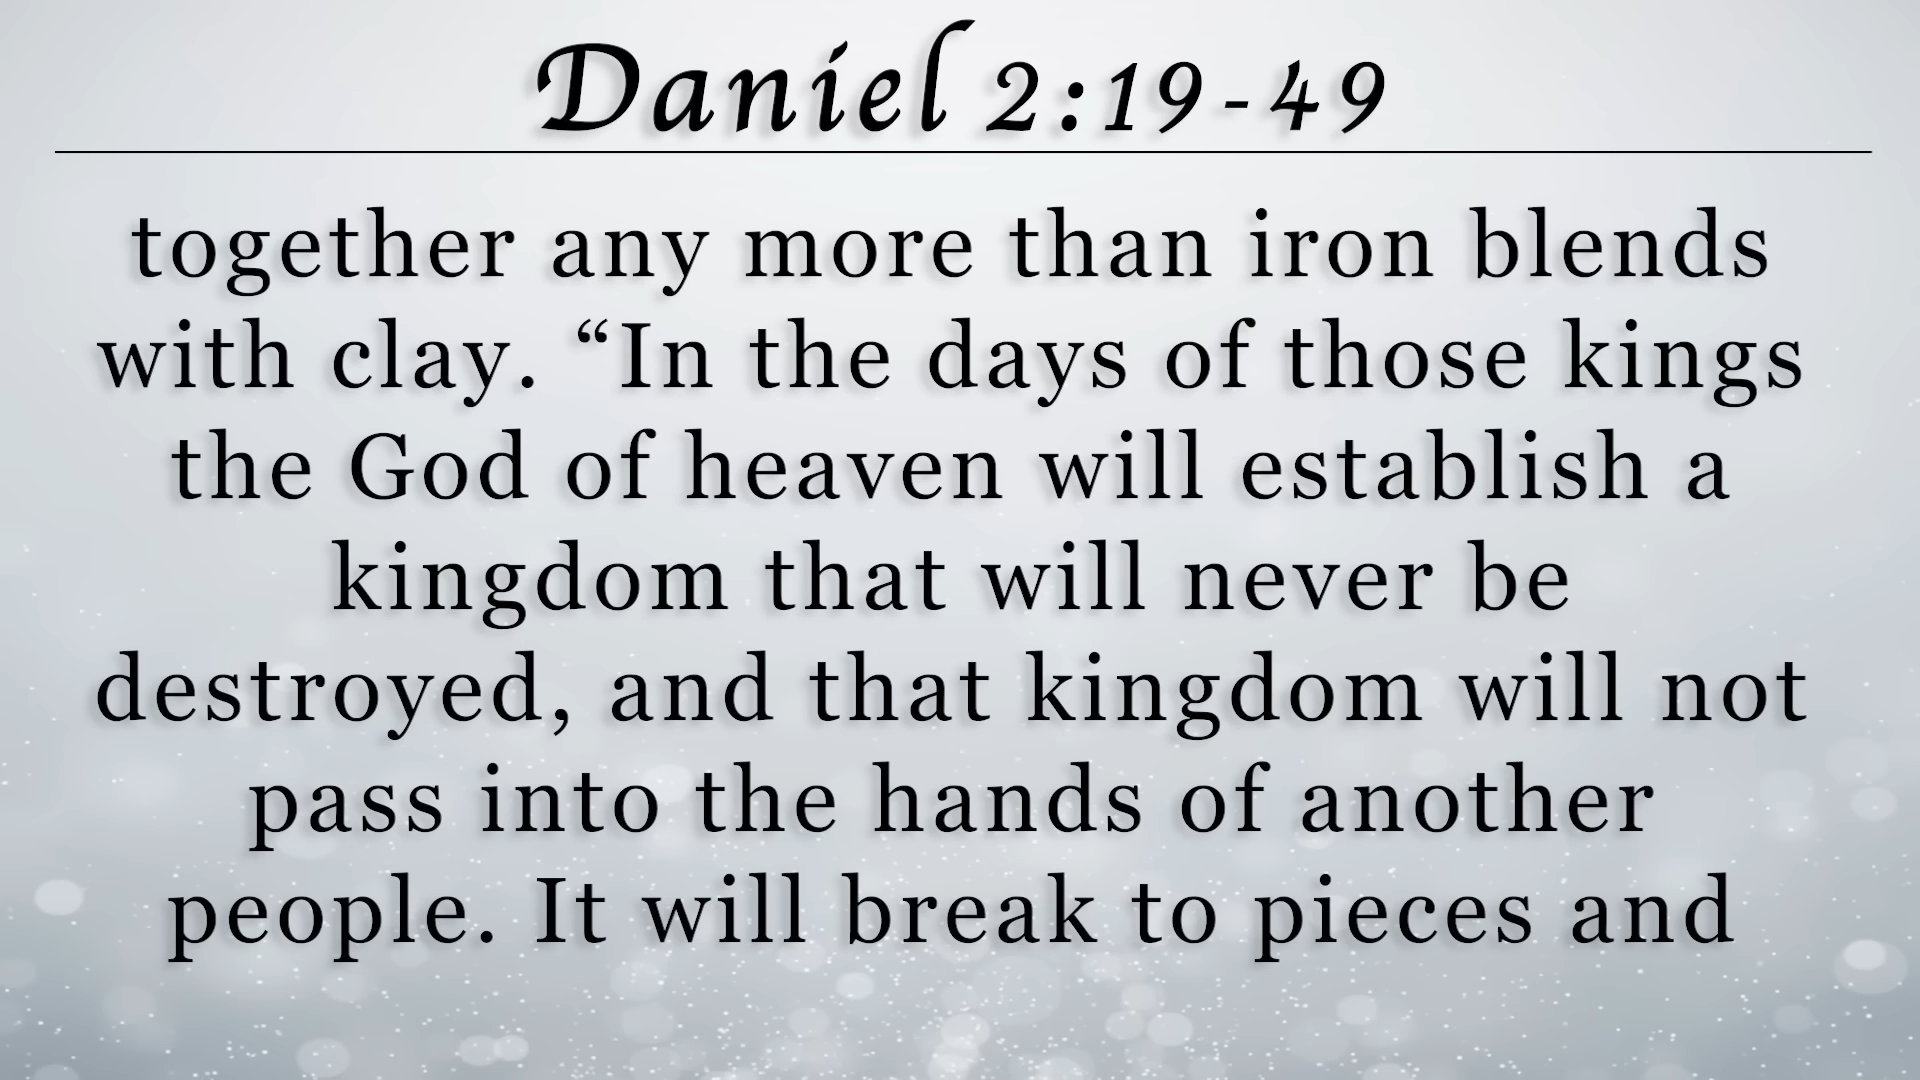 Daniel 2:19-49
together any more than iron blends
with clay. “In the days of those kings
the God of heaven will establish a
kingdom that will never be
destroyed, and that kingdom will not
pass into the hands of another
people. It will break to pieces and